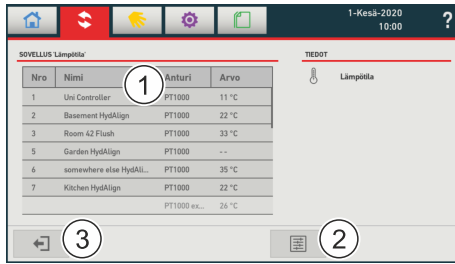 1-Kesä-2020
10:00
?
SOVELLUS 'Lämpötila'
TIEDOT
Nro Nimi Anturi Arvo
Lämpötila
1 Uni Controller PT1000 11 °C
2 Basement HydAlign PT1000 22 °C
3 Room 42 Flush PT1000 33 °C
5 Garden HydAlign PT1000 --
6 somewhere else HydAli... PT1000 35 °C
7 Kitchen HydAlign PT1000 22 °C
PT1000 ex... 26 °C
1
3
2